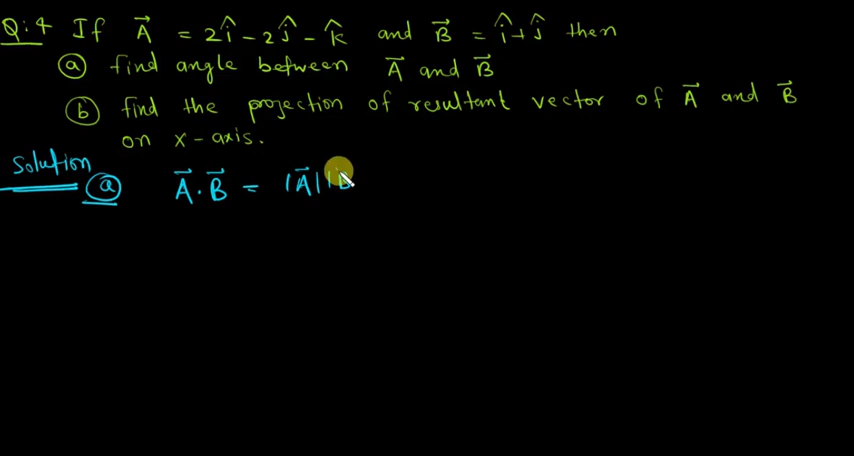 Q:4 If A⃗ = 2î - 2ĵ - k̂ and B⃗ = î + ĵ then
(a) find angle between A⃗ and B⃗
(b) find the projection of resultant vector of A⃗ and B⃗
on x-axis.
Solution
(a) A⃗ . B⃗ = |A⃗||B